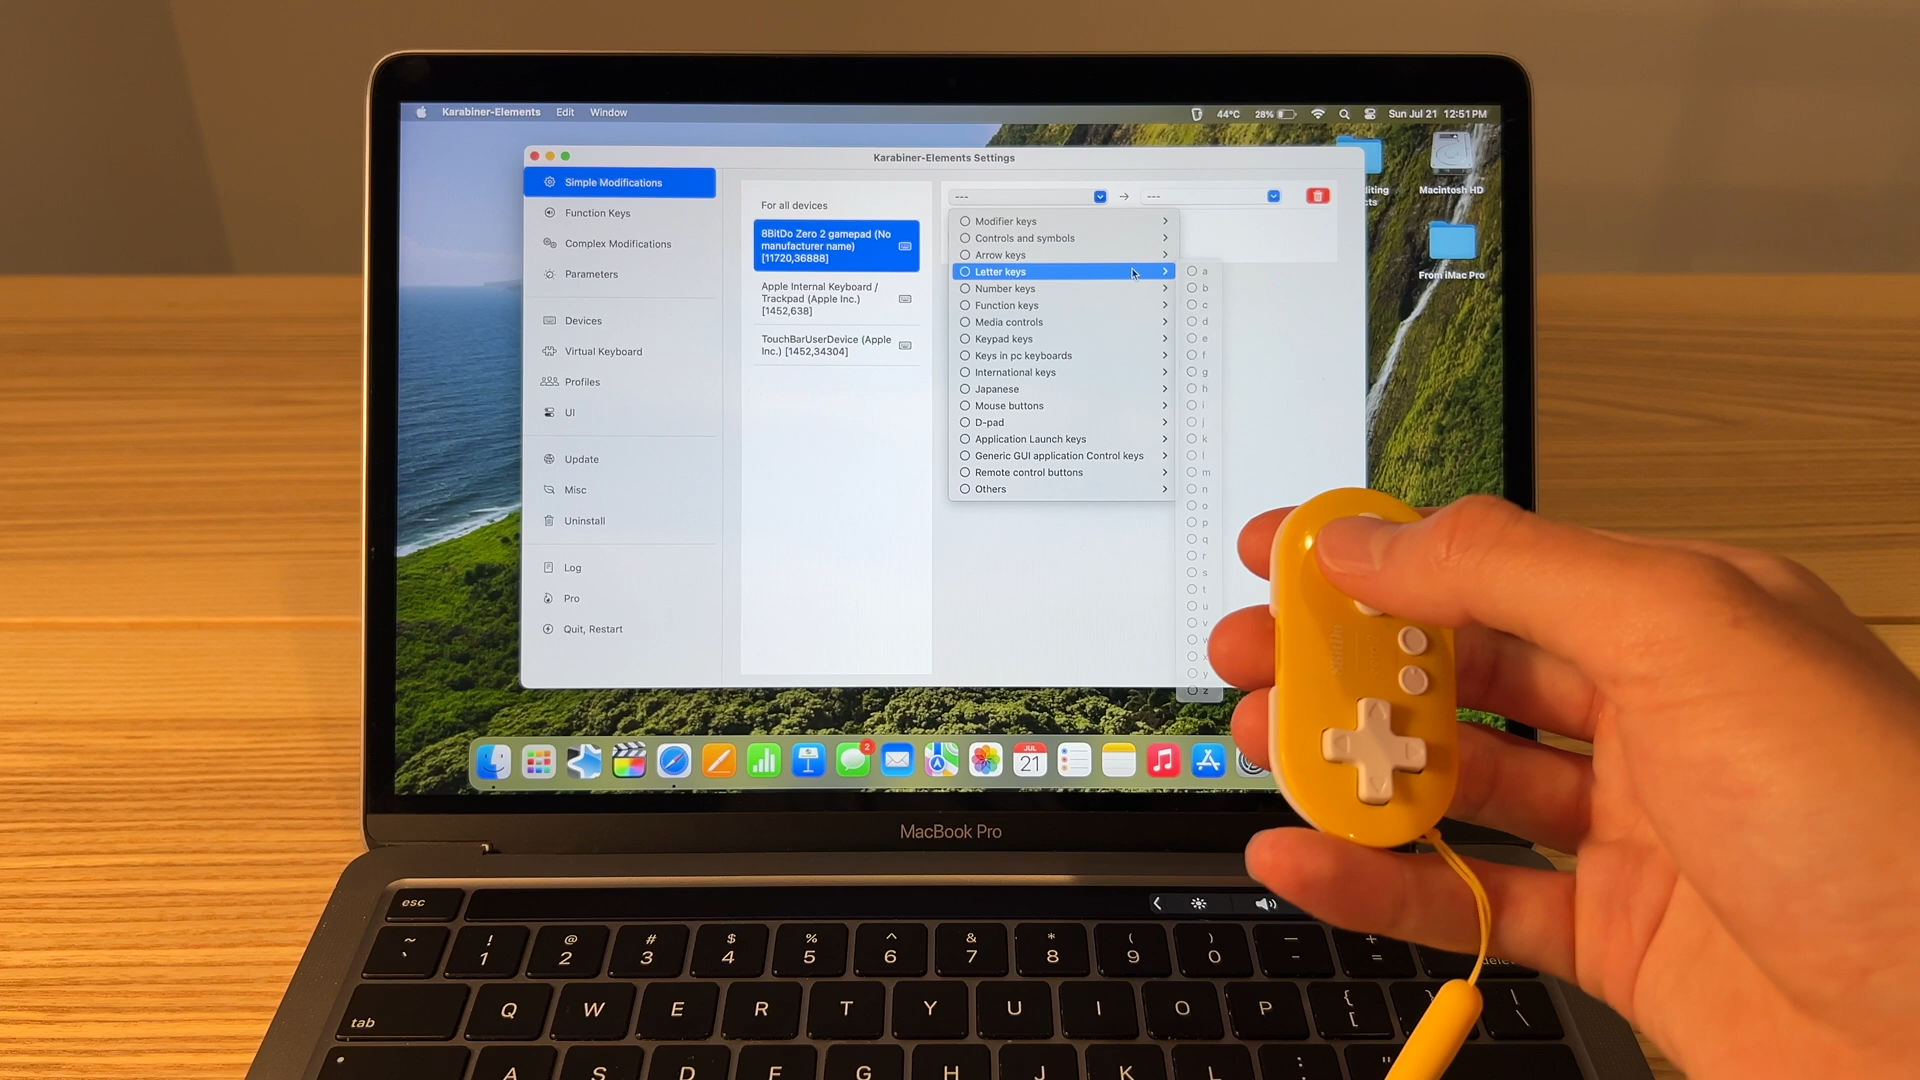 Karabiner-Elements Edit Window
44°C 28% Sun Jul 21 12:51 PM
Karabiner-Elements Settings
Simple Modifications
Function Keys
Complex Modifications
Parameters
Devices
Virtual Keyboard
Profiles
UI
Update
Misc
Uninstall
Log
Pro
Quit, Restart
For all devices
8BitDo Zero 2 gamepad (No
manufacturer name)
[11720,36888]
Apple Internal Keyboard /
Trackpad (Apple Inc.)
[1452,638]
TouchBarUserDevice (Apple
Inc.) [1452,34304]
---
→
---
Modifier keys
Controls and symbols
Arrow keys
Letter keys
Number keys
Function keys
Media controls
Keypad keys
Keys in pc keyboards
International keys
Japanese
Mouse buttons
D-pad
Application Launch keys
Generic GUI application Control keys
Remote control buttons
Others
a
b
c
d
e
f
g
h
i
j
k
l
m
n
o
p
q
r
s
t
u
v
w
x
y
z
iting
cts
Macintosh HD
From iMac Pro
2
JUL
21
MacBook Pro
esc
~ ! @ # $ % ^ & * ( ) — +
` 1 2 3 4 5 6 7 8 9 0 - =
tab Q W E R T Y U I O P { [ } | \
A S D F G H J K L : "